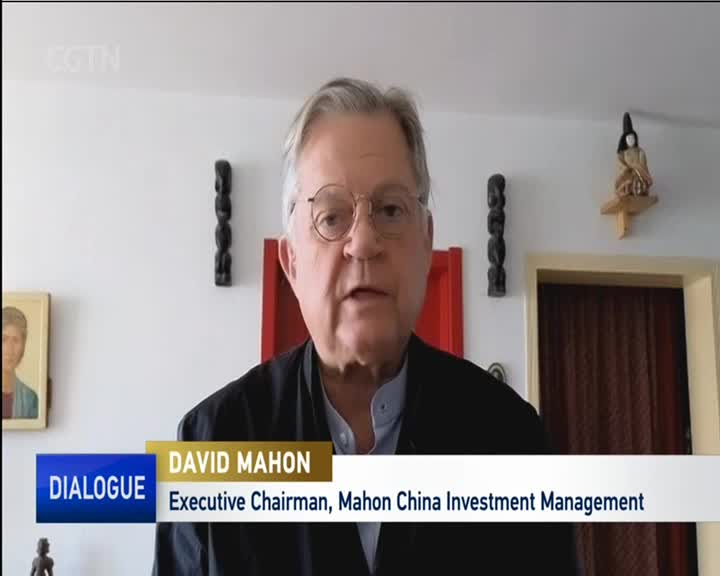 CGTN
DAVID MAHON
DIALOGUE
Executive Chairman, Mahon China Investment Management